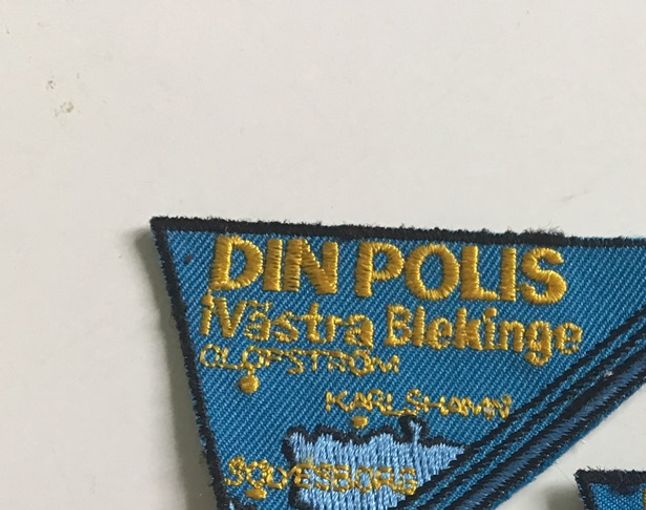 DIN POLIS
i Västra Blekinge
OLOFSTRÖM
KARLSHAMN
SÖLVESBORG